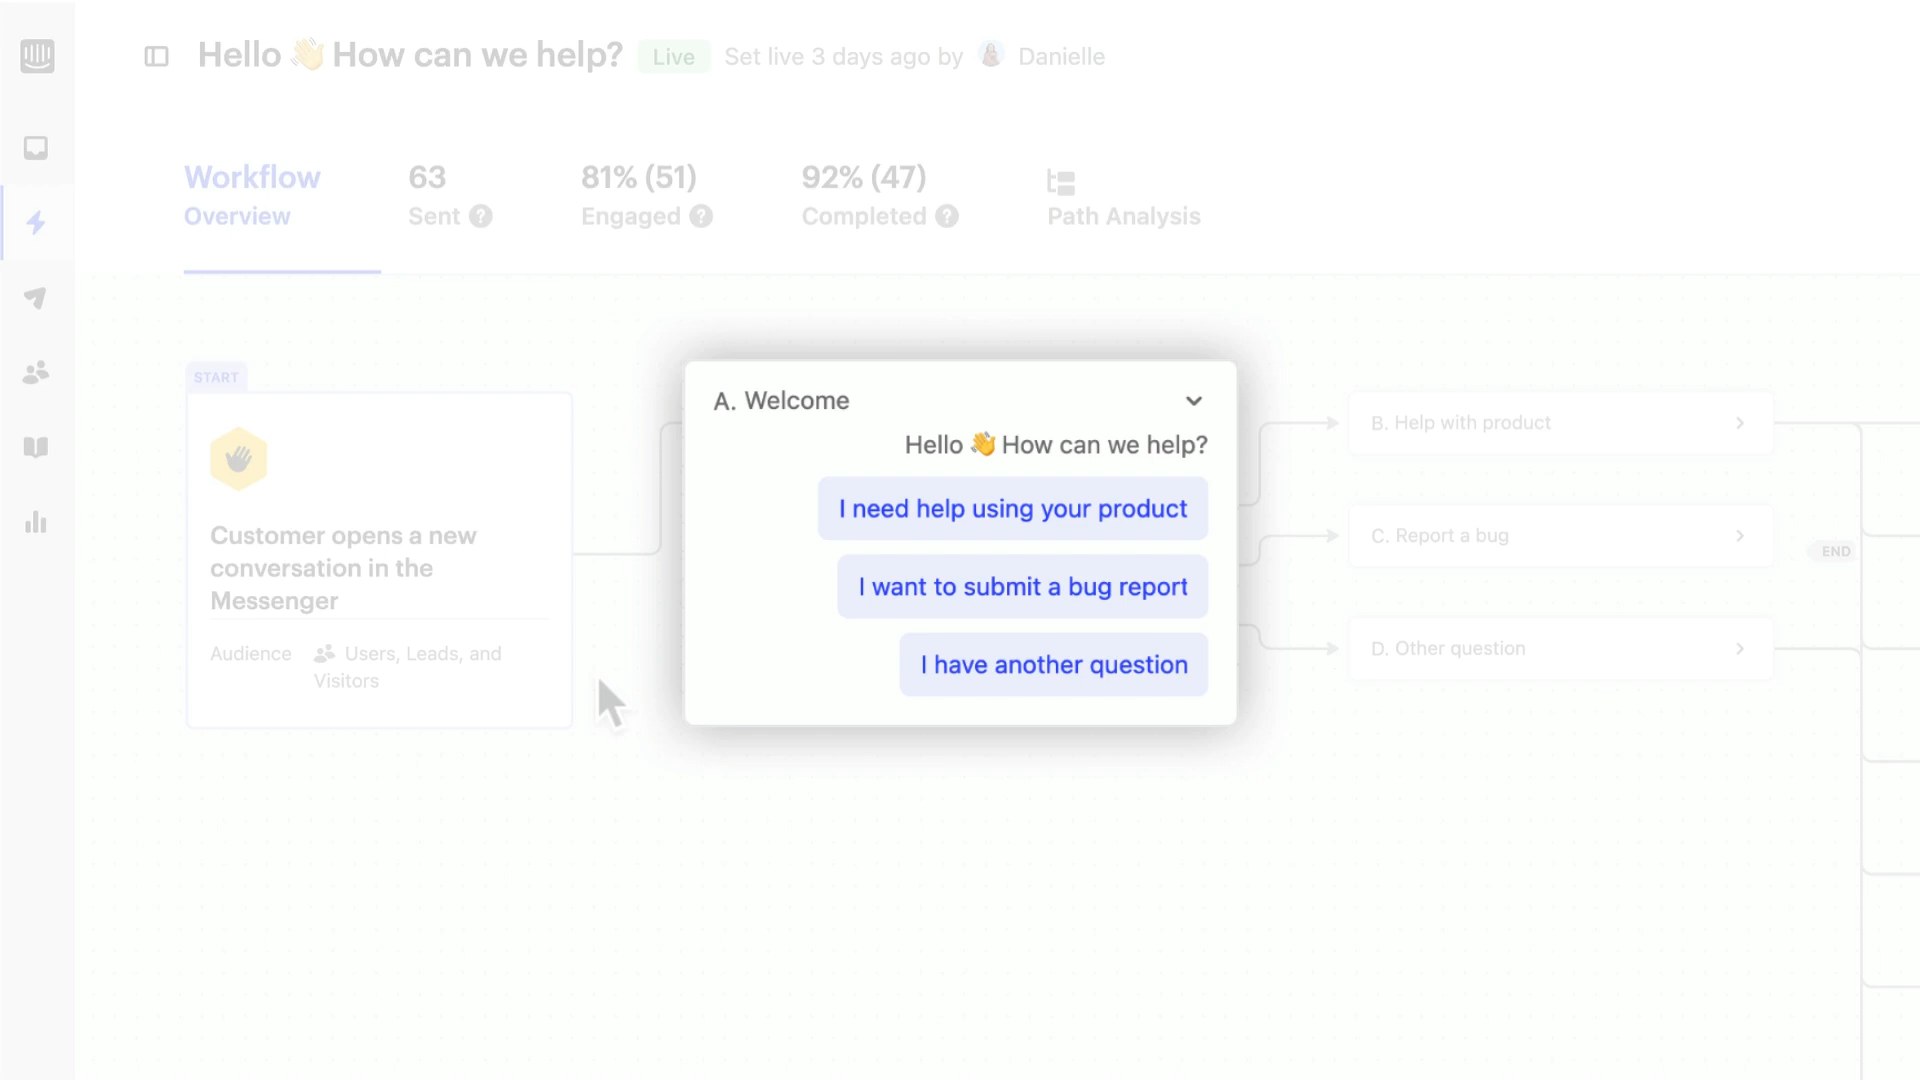 Hello 👋 How can we help?
Live
Set live 3 days ago by Danielle
Workflow
Overview
63
Sent
81% (51)
Engaged
92% (47)
Completed
Path Analysis
START
Customer opens a new
conversation in the
Messenger
Audience
Users, Leads, and
Visitors
A. Welcome
Hello 👋 How can we help?
I need help using your product
I want to submit a bug report
I have another question
B. Help with product
C. Report a bug
D. Other question
END